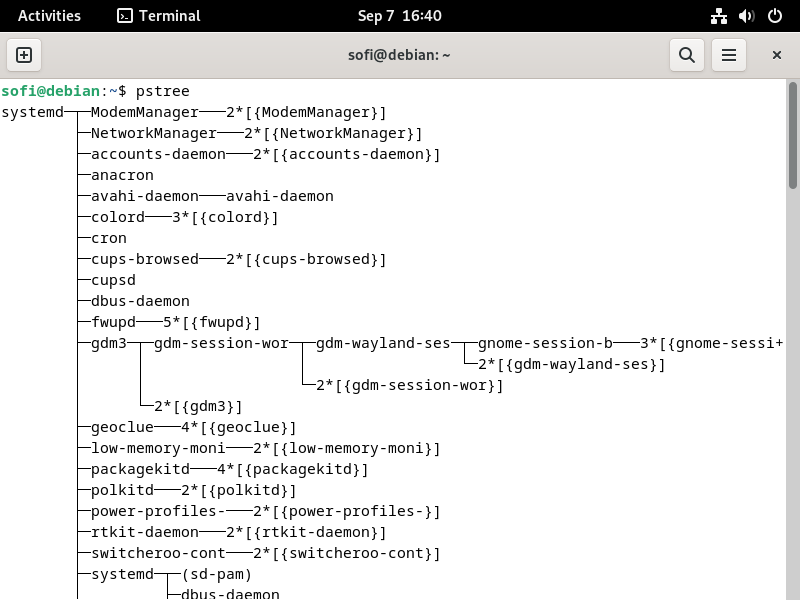 Activities Terminal Sep 7 16:40
sofi@debian: ~
sofi@debian:~$ pstree
systemd─┬─ModemManager───2*[{ModemManager}]
        ├─NetworkManager───2*[{NetworkManager}]
        ├─accounts-daemon───2*[{accounts-daemon}]
        ├─anacron
        ├─avahi-daemon───avahi-daemon
        ├─colord───3*[{colord}]
        ├─cron
        ├─cups-browsed───2*[{cups-browsed}]
        ├─cupsd
        ├─dbus-daemon
        ├─fwupd───5*[{fwupd}]
        ├─gdm3─┬─gdm-session-wor─┬─gdm-wayland-ses─┬─gnome-session-b───3*[{gnome-sessi+
        │      │                 │                 └─2*[{gdm-wayland-ses}]
        │      │                 └─2*[{gdm-session-wor}]
        │      └─2*[{gdm3}]
        ├─geoclue───4*[{geoclue}]
        ├─low-memory-moni───2*[{low-memory-moni}]
        ├─packagekitd───4*[{packagekitd}]
        ├─polkitd───2*[{polkitd}]
        ├─power-profiles-───2*[{power-profiles-}]
        ├─rtkit-daemon───2*[{rtkit-daemon}]
        ├─switcheroo-cont───2*[{switcheroo-cont}]
        ├─systemd─┬─(sd-pam)
        │         ├─dbus-daemon